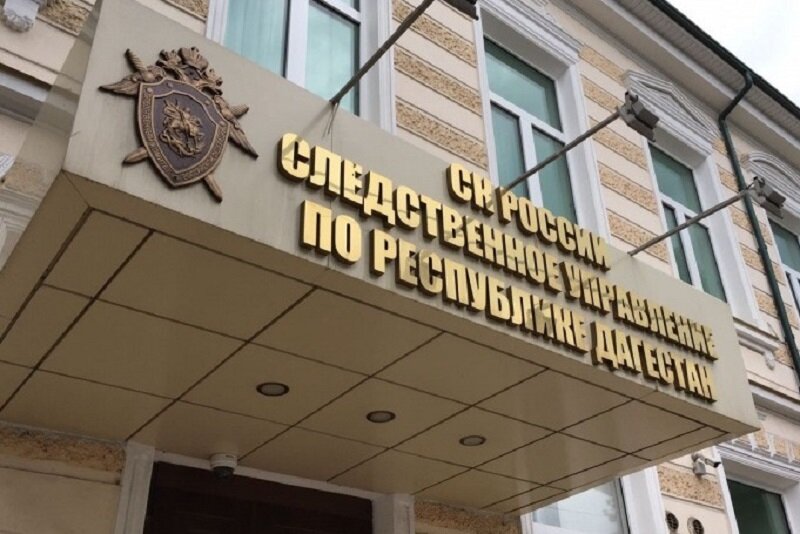 СК РОССИИ
СЛЕДСТВЕННОЕ УПРАВЛЕНИЕ
ПО РЕСПУБЛИКЕ ДАГЕСТАН